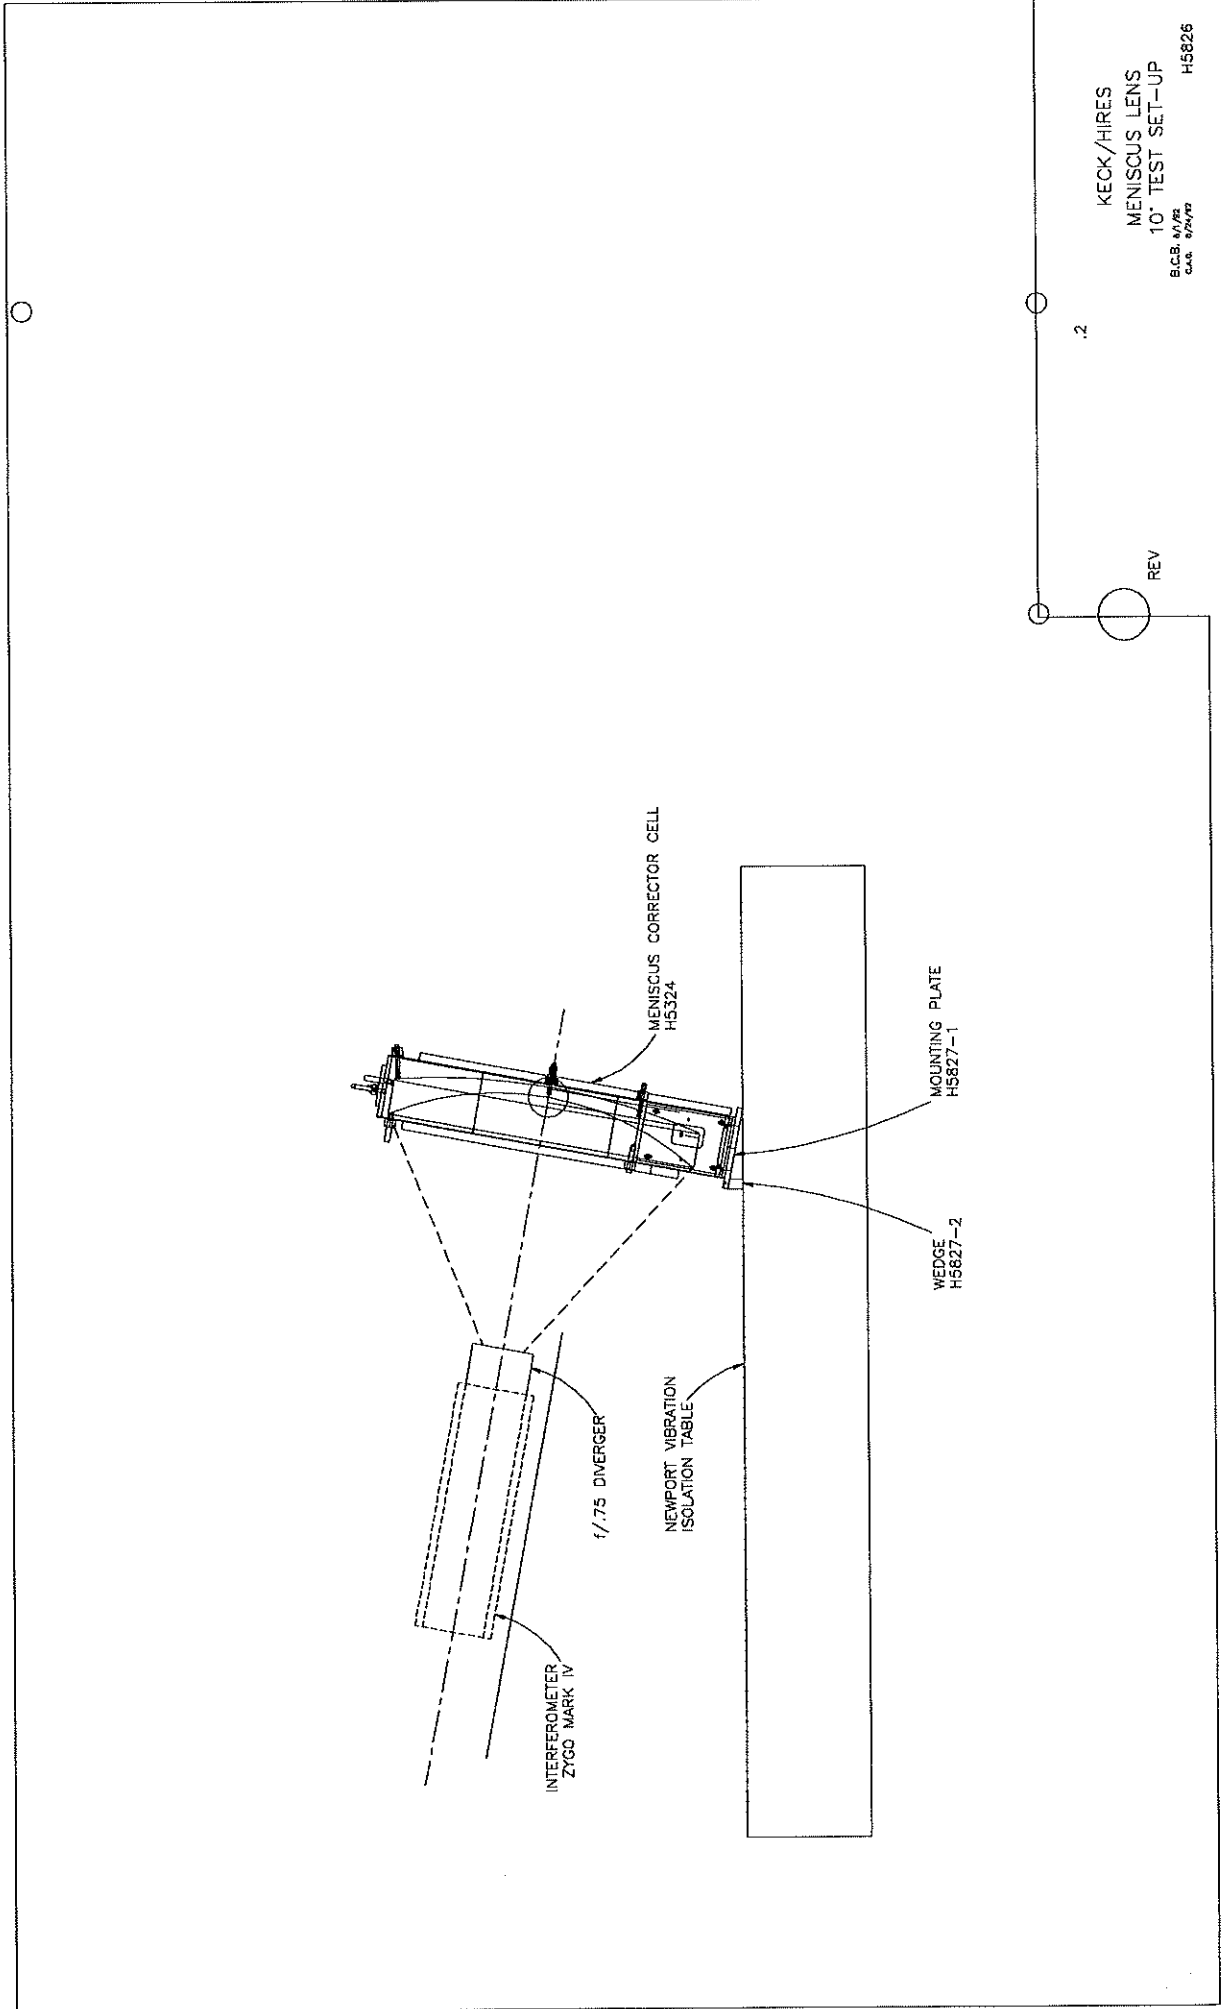 INTERFEROMETER
ZYGO MARK IV
f/.75 DIVERGER
NEWPORT VIBRATION
ISOLATION TABLE
MENISCUS CORRECTOR CELL
H5324
WEDGE
H5827-2
MOUNTING PLATE
H5827-1
REV
.2
KECK/HIRES
MENISCUS LENS
10° TEST SET-UP
B.C.B.
H5826